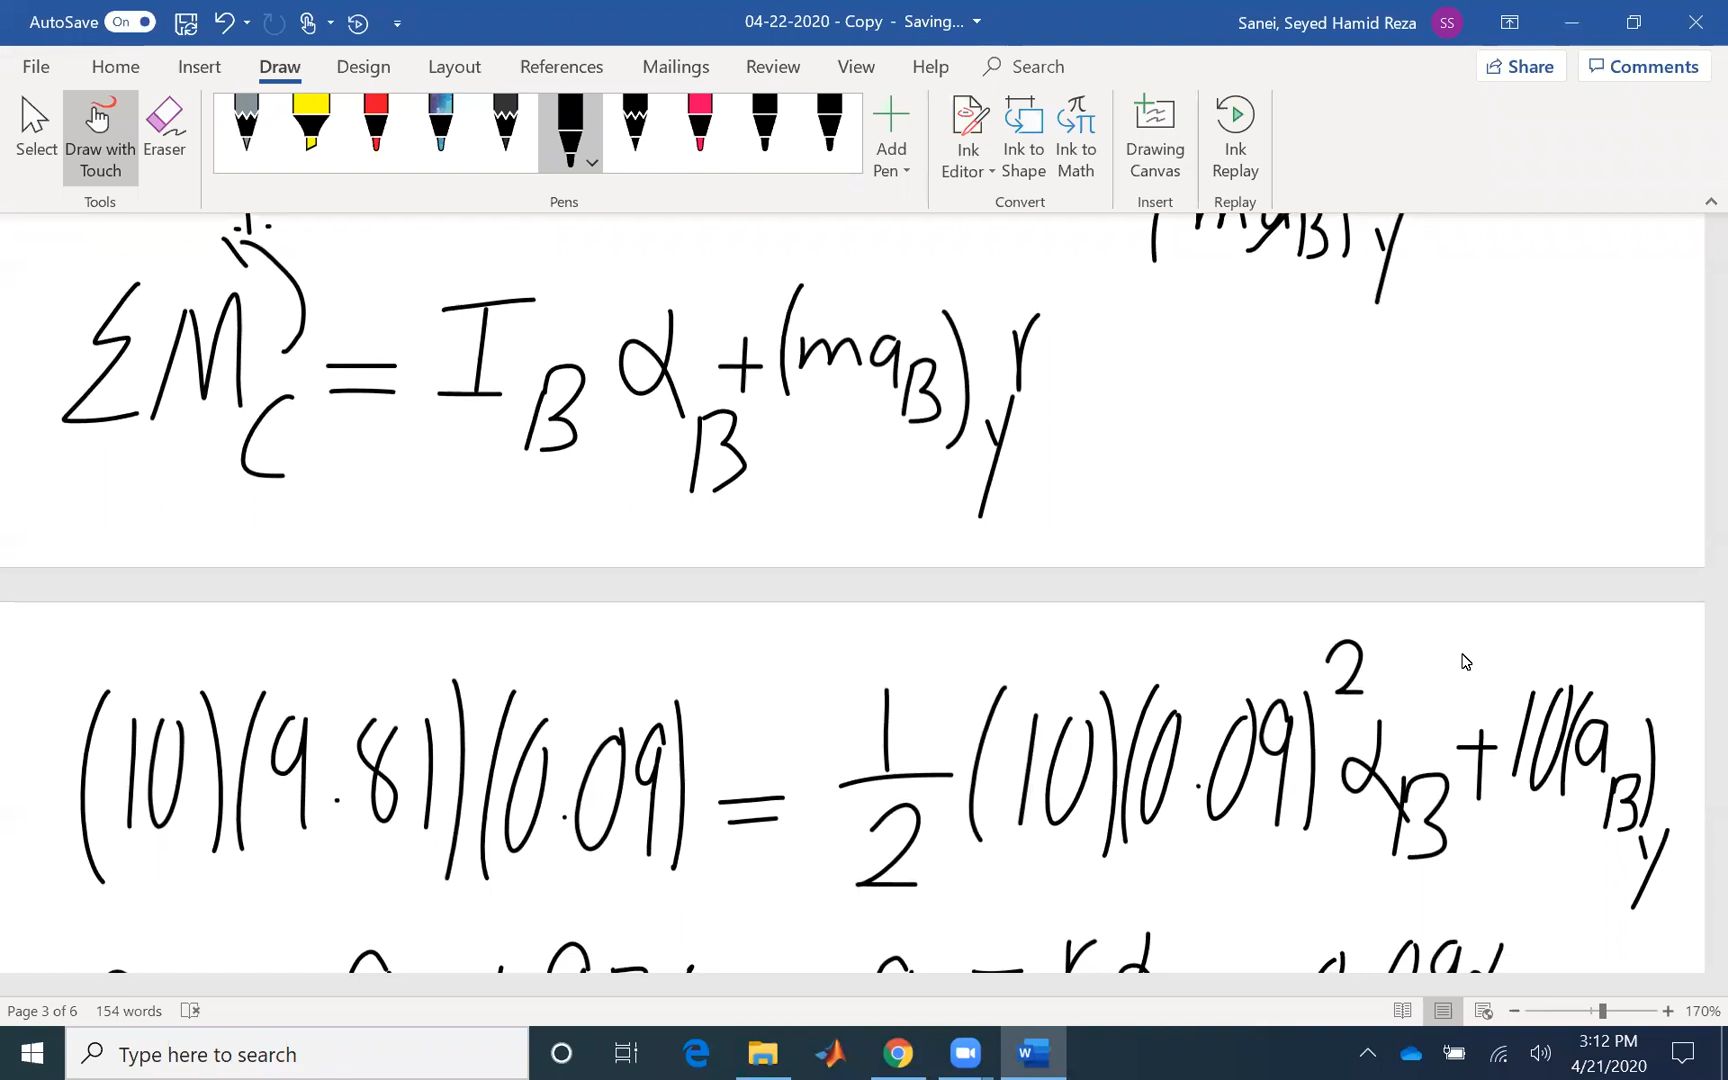 AutoSave On 04-22-2020 - Copy - Saving... Sanei, Seyed Hamid Reza SS
File Home Insert Draw Design Layout References Mailings Review View Help Search Share Comments
Select Draw with Touch Eraser Add Pen Ink Editor Ink to Shape Ink to Math Drawing Canvas Ink Replay
Tools Pens Convert Insert Replay
(ma_B)_y
ΣM_C = I_B α_B + (ma_B)_y r
(10)(9.81)(0.09) = 1/2 (10)(0.09)² α_B + 10(a_B)_y
Page 3 of 6 154 words 170%
Type here to search 3:12 PM
4/21/2020